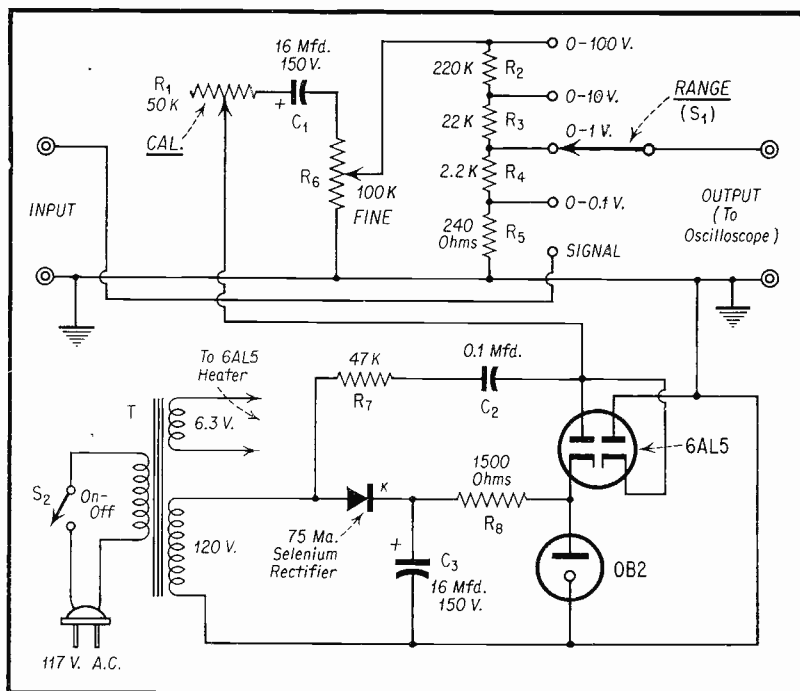 16 Mfd.
150 V.
R1
50 K
+
C1
CAL.
R6
100 K
FINE
220 K
R2
22 K
R3
2.2 K
R4
240
Ohms
R5
0-100 V.
0-10 V.
0-1 V.
0-0.1 V.
SIGNAL
RANGE
(S1)
INPUT
OUTPUT
(To
Oscilloscope)
To 6AL5
Heater
47 K
R7
0.1 Mfd.
C2
T
6.3 V.
6AL5
S2
On-
Off
120 V.
K
1500
Ohms
R8
75 Ma.
Selenium
Rectifier
+
C3
16 Mfd.
150 V.
OB2
117 V. A.C.